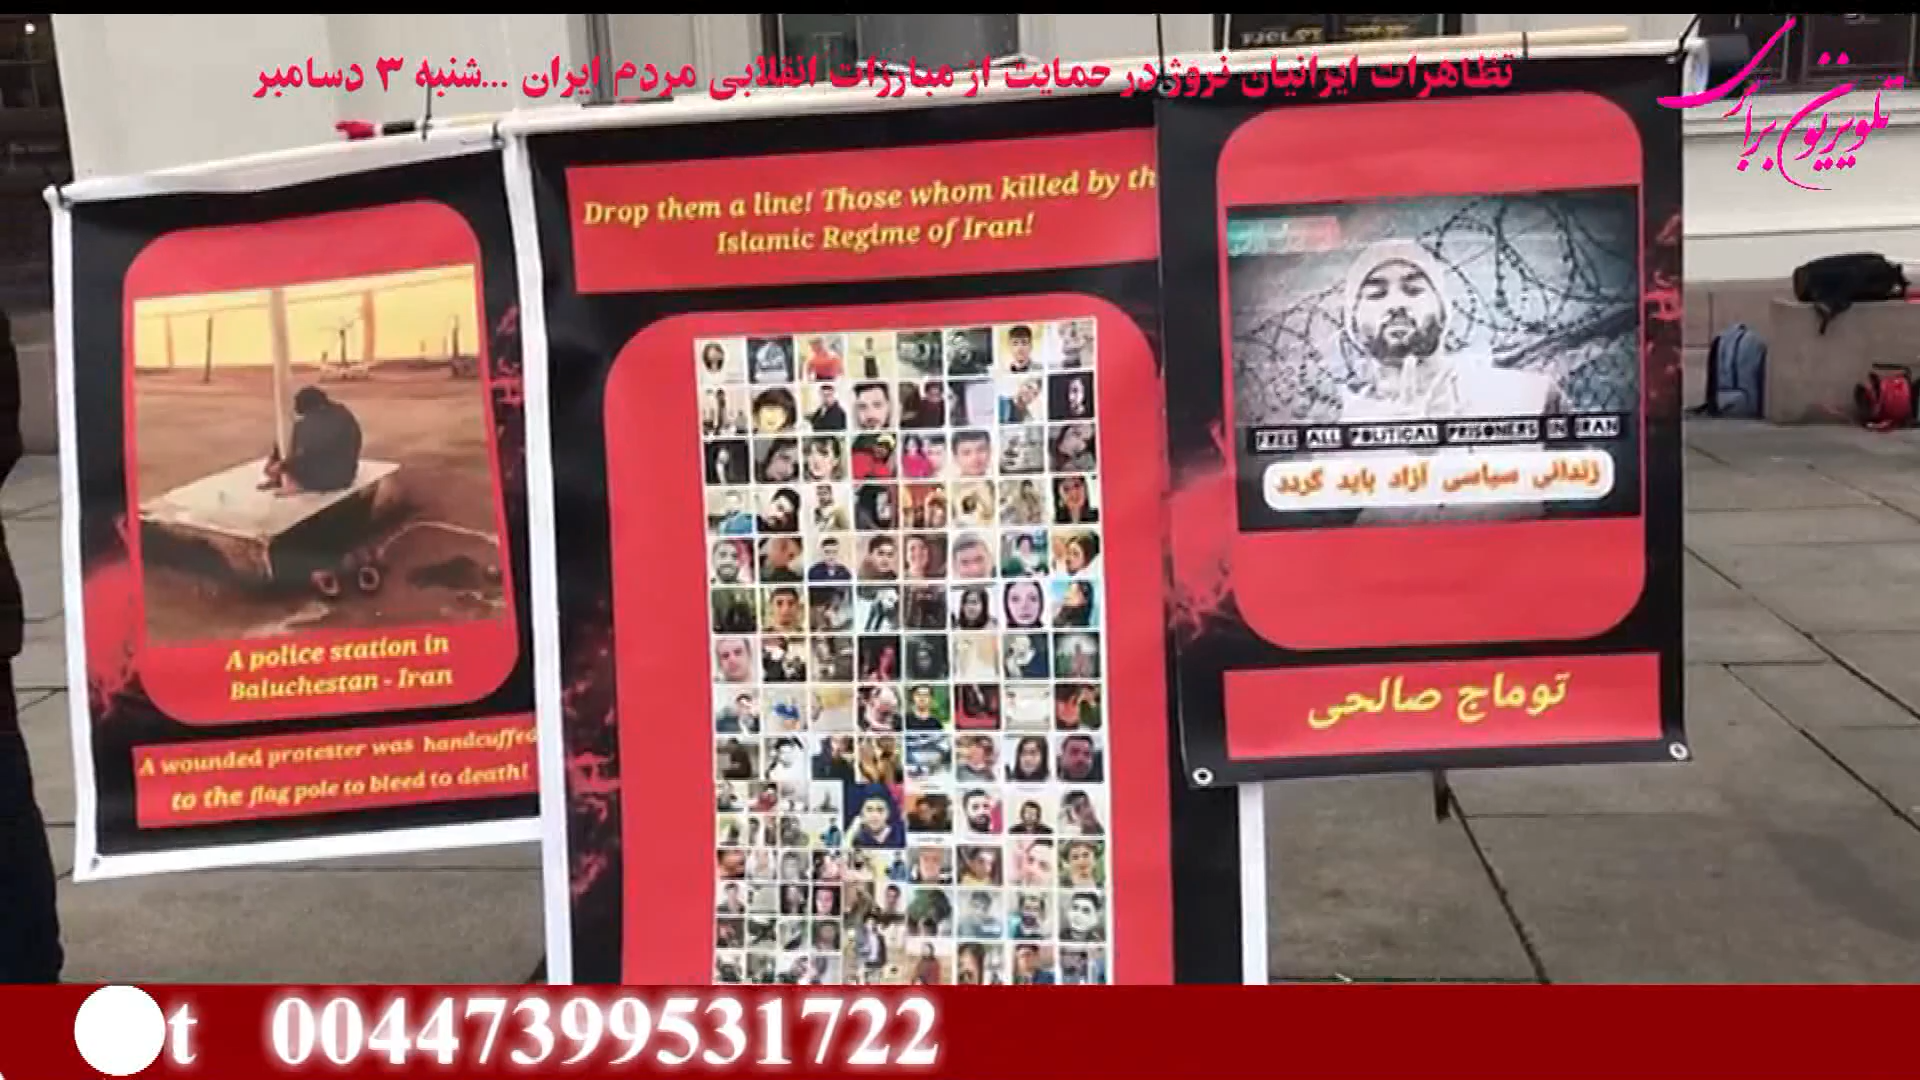 تظاهرات ایرانیان نروژ در حمایت از مبارزات انقلابی مردم ایران ...شنبه ۳ دسامبر
تلویزیون برابری
Drop them a line! Those whom killed by th
Islamic Regime of Iran!
A police station in
Baluchestan - Iran
A wounded protester was handcuffed
to the flag pole to bleed to death!
FREE ALL POLITICAL PRISONERS IN IRAN
زندانی سیاسی آزاد باید گردد
توماج صالحی
t 00447399531722